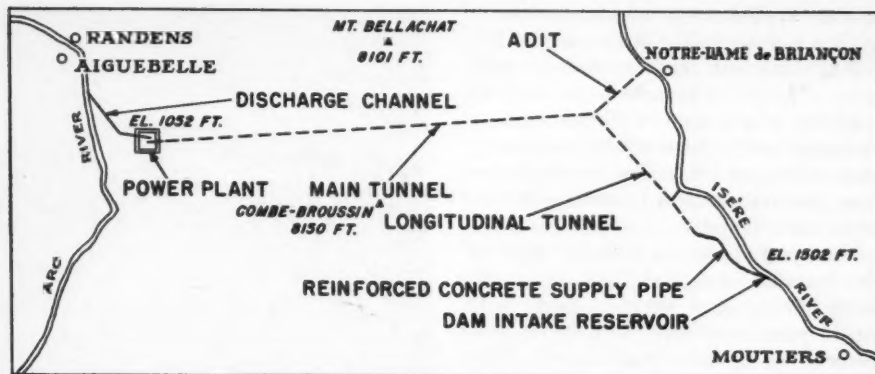 RANDENS
AIGUEBELLE
MT. BELLACHAT
8101 FT.
ADIT
NOTRE-DAME de BRIANÇON
DISCHARGE CHANNEL
EL. 1052 FT.
RIVER
ARC
POWER PLANT
MAIN TUNNEL
COMBE-BROUSSIN
8150 FT.
LONGITUDINAL TUNNEL
ISÈRE
RIVER
EL. 1502 FT.
REINFORCED CONCRETE SUPPLY PIPE
DAM INTAKE RESERVOIR
MOUTIERS